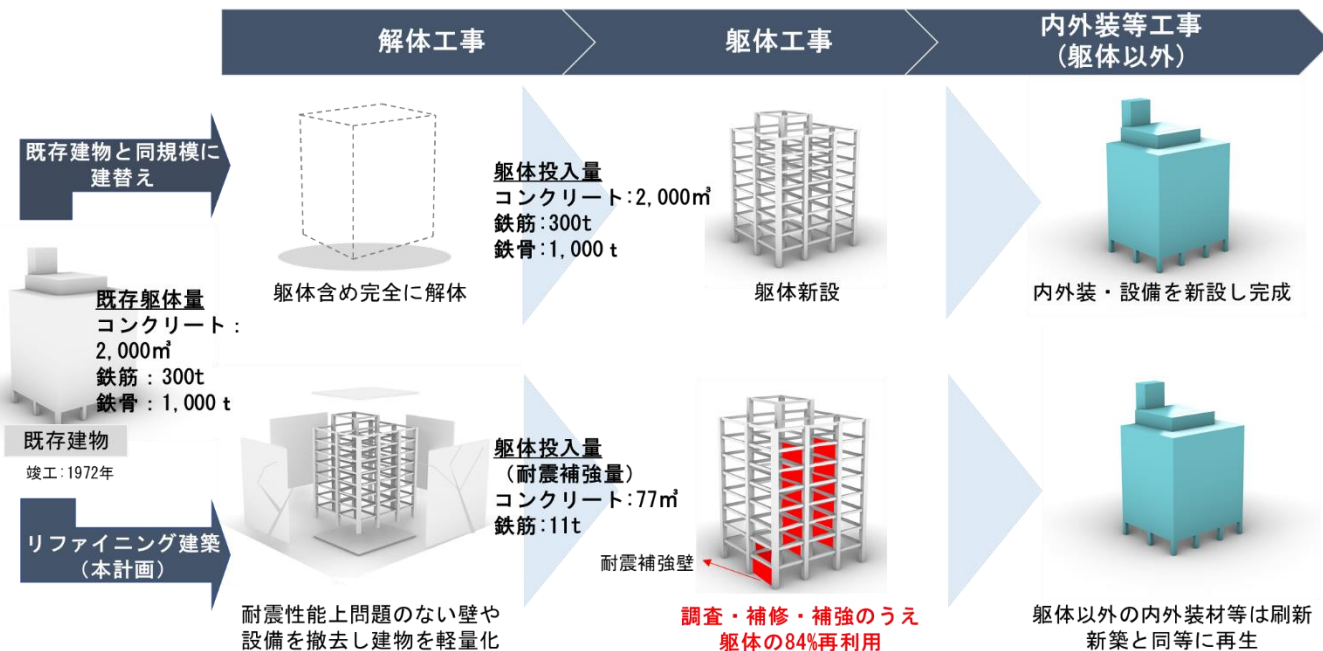 解体工事
躯体工事
内外装等工事
(躯体以外)
既存建物と同規模に
建替え
躯体投入量
コンクリート:2,000㎥
鉄筋:300t
鉄骨:1,000 t
躯体含め完全に解体
躯体新設
内外装・設備を新設し完成
既存躯体量
コンクリート :
2,000㎥
鉄筋 : 300t
鉄骨 : 1,000 t
既存建物
竣工:1972年
リファイニング建築
(本計画)
躯体投入量
(耐震補強量)
コンクリート:77㎥
鉄筋:11t
耐震補強壁
耐震性能上問題のない壁や
設備を撤去し建物を軽量化
調査・補修・補強のうえ
躯体の84%再利用
躯体以外の内外装材等は刷新
新築と同等に再生